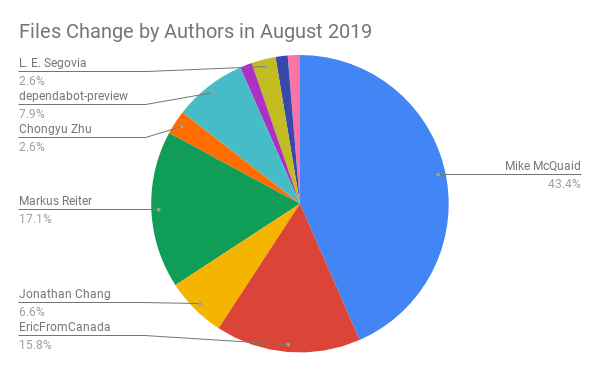 Files Change by Authors in August 2019
L. E. Segovia
2.6%
dependabot-preview
7.9%
Chongyu Zhu
2.6%
Markus Reiter
17.1%
Jonathan Chang
6.6%
EricFromCanada
15.8%
Mike McQuaid
43.4%